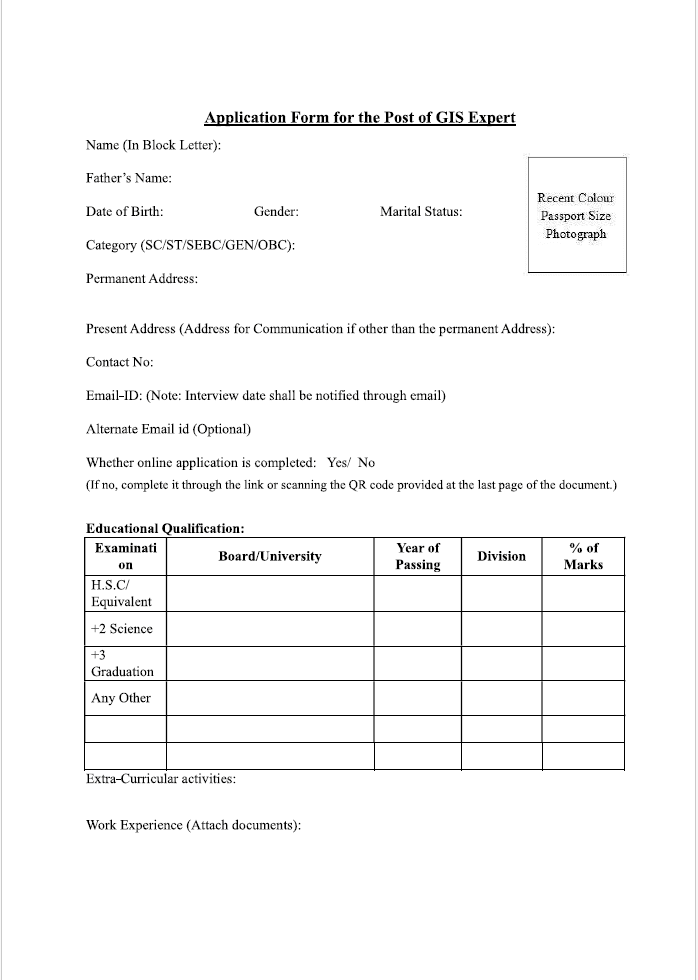 Application Form for the Post of GIS Expert
Name (In Block Letter):
Father's Name:
Date of Birth: Gender: Marital Status:
Recent Colour
Passport Size
Photograph
Category (SC/ST/SEBC/GEN/OBC):
Permanent Address:
Present Address (Address for Communication if other than the permanent Address):
Contact No:
Email-ID: (Note: Interview date shall be notified through email)
Alternate Email id (Optional)
Whether online application is completed: Yes/ No
(If no, complete it through the link or scanning the QR code provided at the last page of the document.)
Educational Qualification:
Examinati
on
Board/University
Year of
Passing
Division
% of
Marks
H.S.C/
Equivalent
+2 Science
+3
Graduation
Any Other
Extra-Curricular activities:
Work Experience (Attach documents):